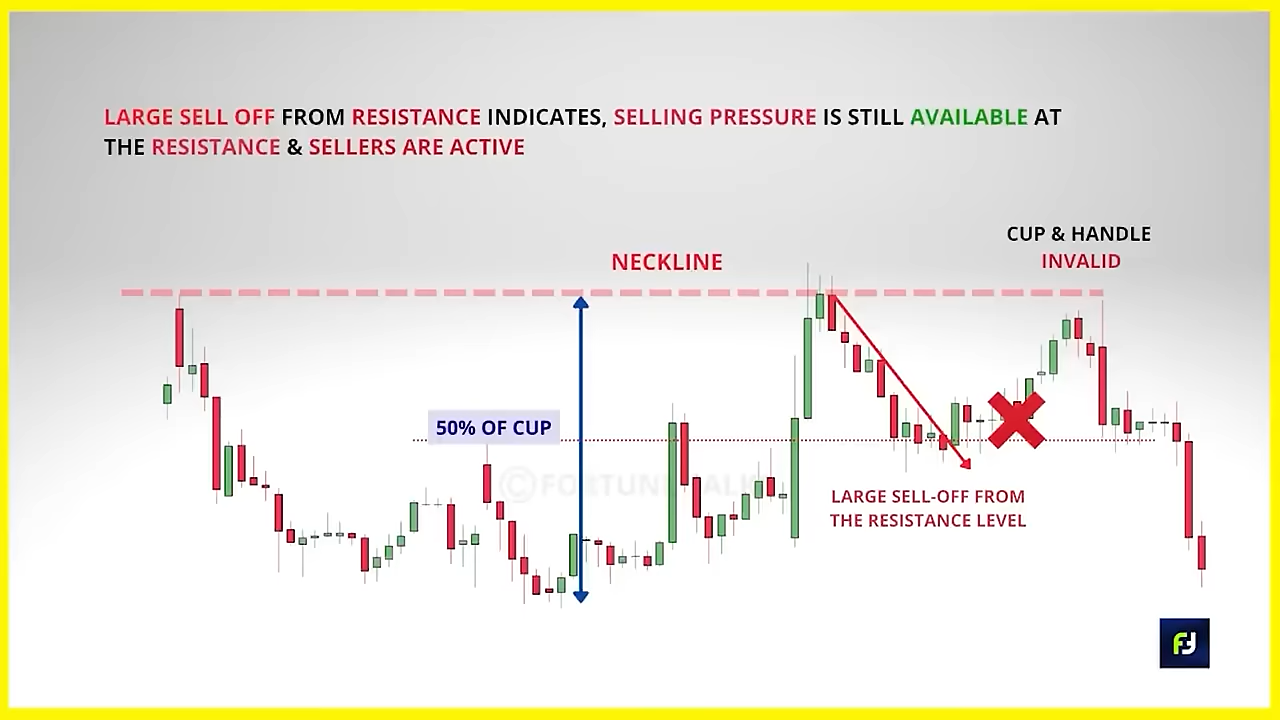 LARGE SELL OFF FROM RESISTANCE INDICATES, SELLING PRESSURE IS STILL AVAILABLE AT
THE RESISTANCE & SELLERS ARE ACTIVE
CUP & HANDLE
INVALID
NECKLINE
50% OF CUP
©FORTUNETALKS
LARGE SELL-OFF FROM
THE RESISTANCE LEVEL